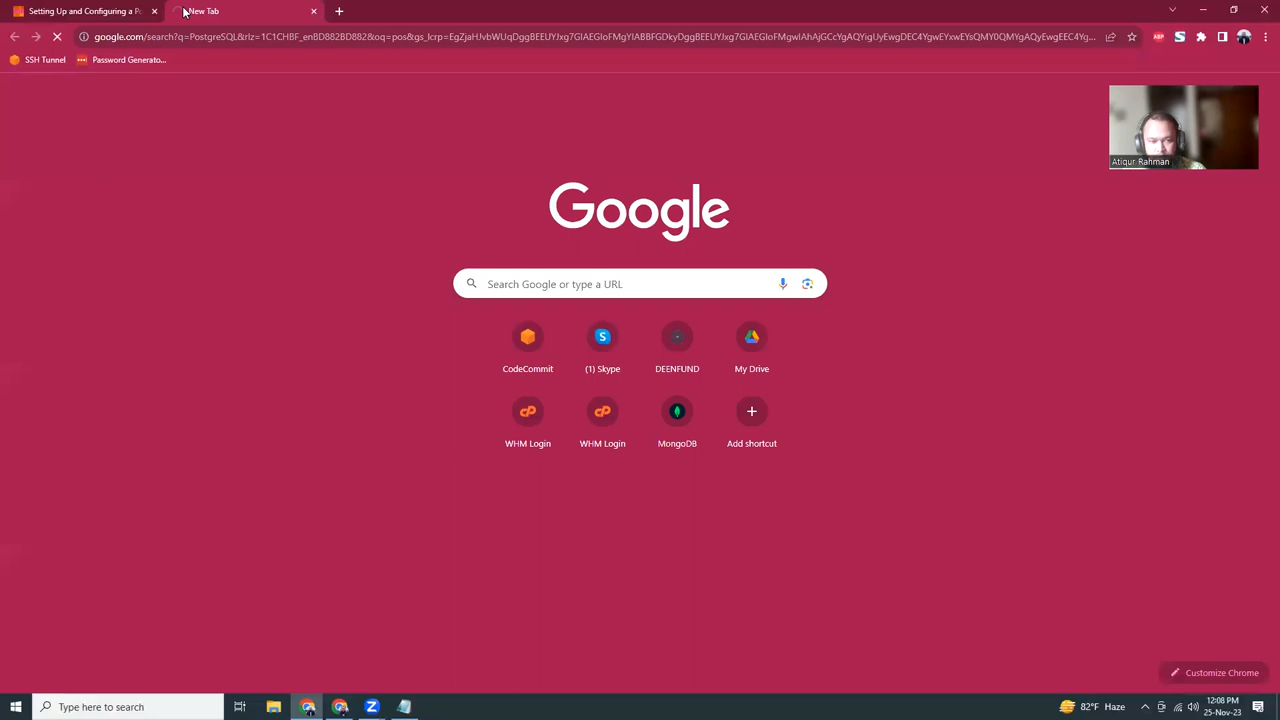 Setting Up and Configuring a Po
New Tab
google.com/search?q=PostgreSQL&rlz=1C1CHBF_enBD882BD882&oq=pos&gs_lcrp=
SSH Tunnel
Password Generato...
Atiqur Rahman
Google
Search Google or type a URL
CodeCommit
(1) Skype
DEENFUND
My Drive
WHM Login
WHM Login
MongoDB
Add shortcut
Customize Chrome
Type here to search
82°F Haze
12:08 PM
25-Nov-23